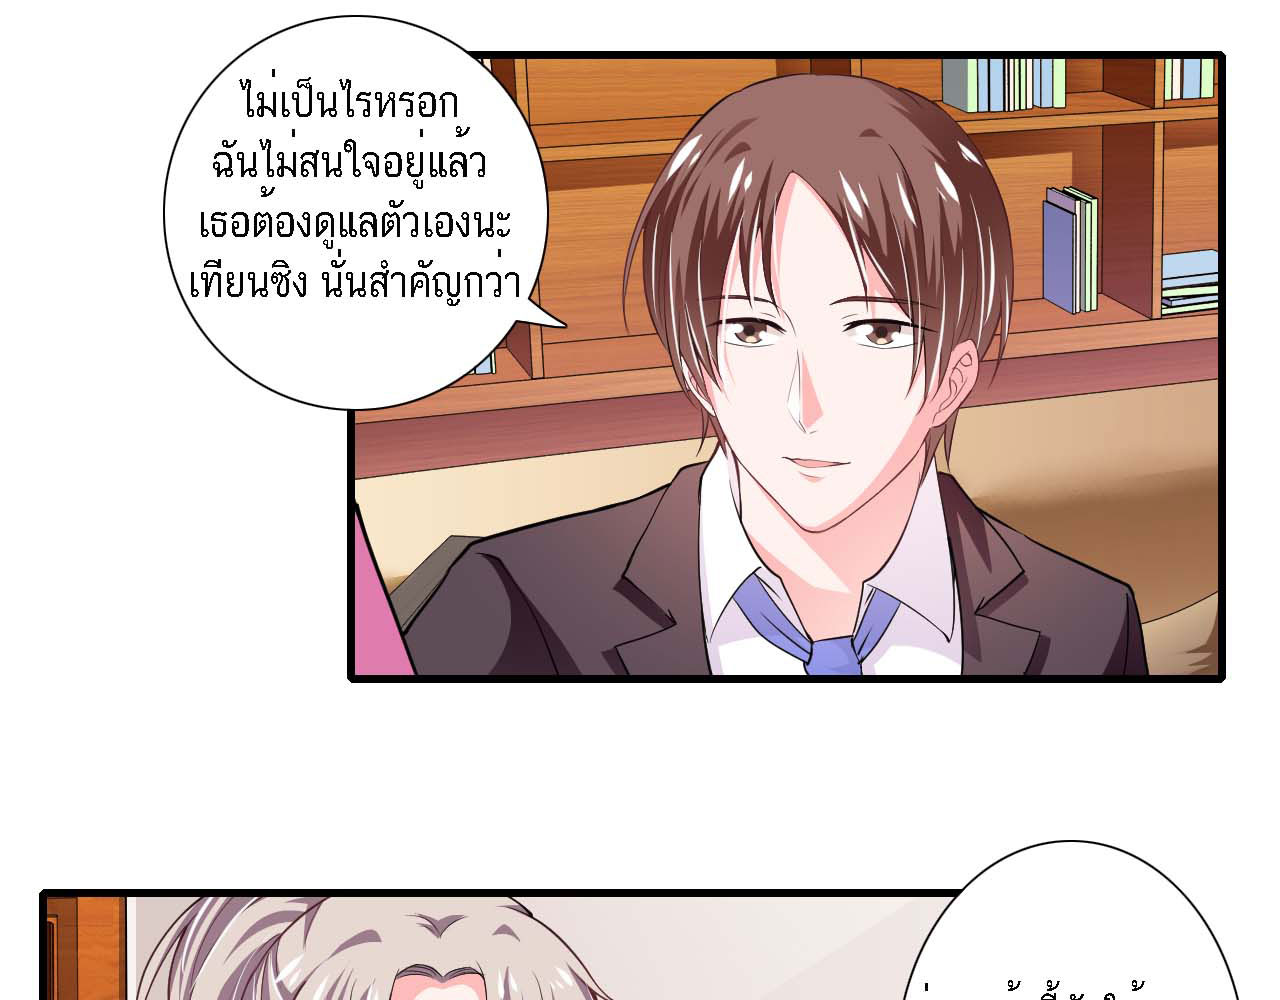 ไม่เป็นไรหรอก
ฉันไม่สนใจอยู่แล้ว
เธอต้องดูแลตัวเองนะ
เทียนซิง นั่นสำคัญกว่า